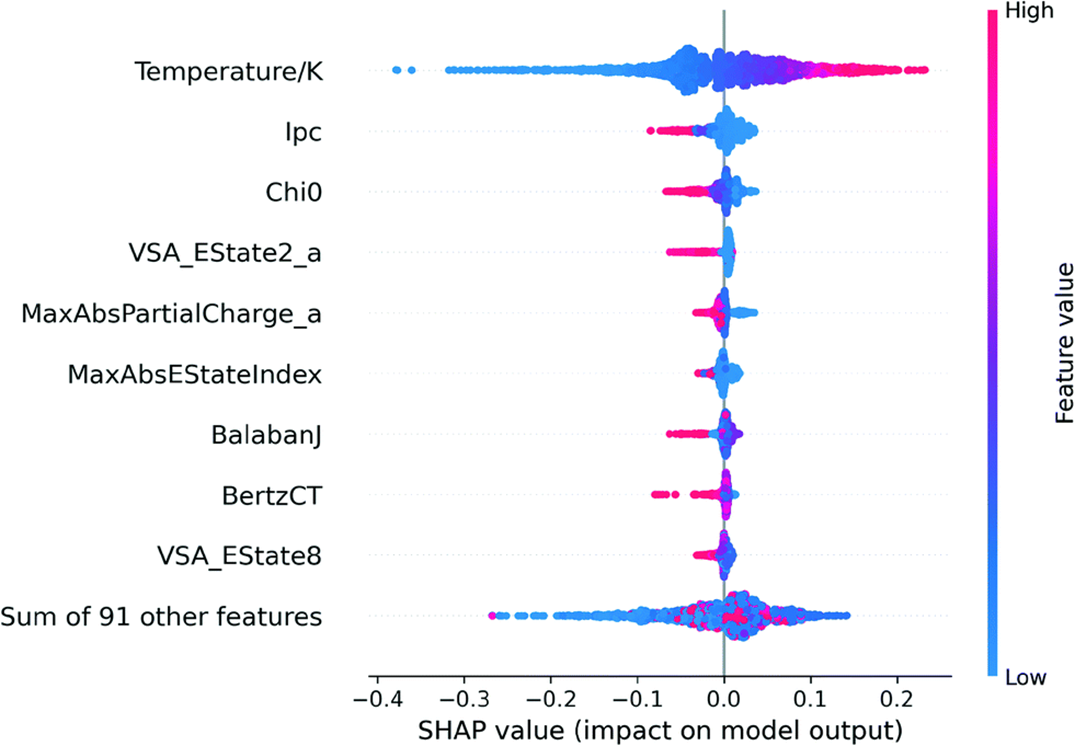 High
Temperature/K
Ipc
Chi0
VSA_EState2_a
MaxAbsPartialCharge_a
MaxAbsEStateIndex
BalabanJ
BertzCT
VSA_EState8
Sum of 91 other features
Feature value
Low
−0.4 −0.3 −0.2 −0.1 0.0 0.1 0.2
SHAP value (impact on model output)